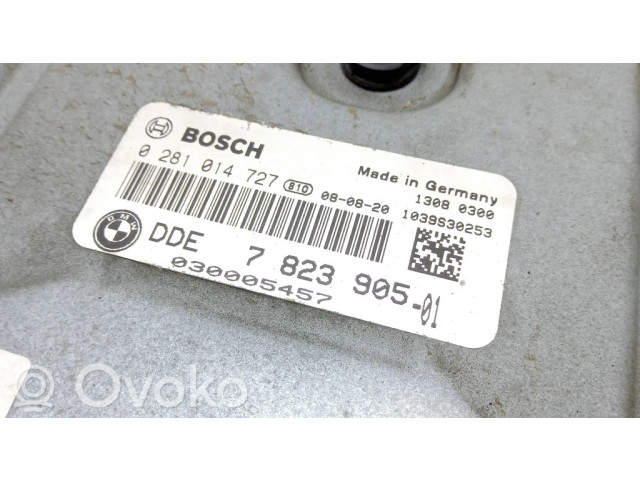 BOSCH
0 281 014 727 810 08-08-20
Made in Germany
1308 0300
1039S30253
BMW DDE 7 823 905-01
030005457
Ovoko